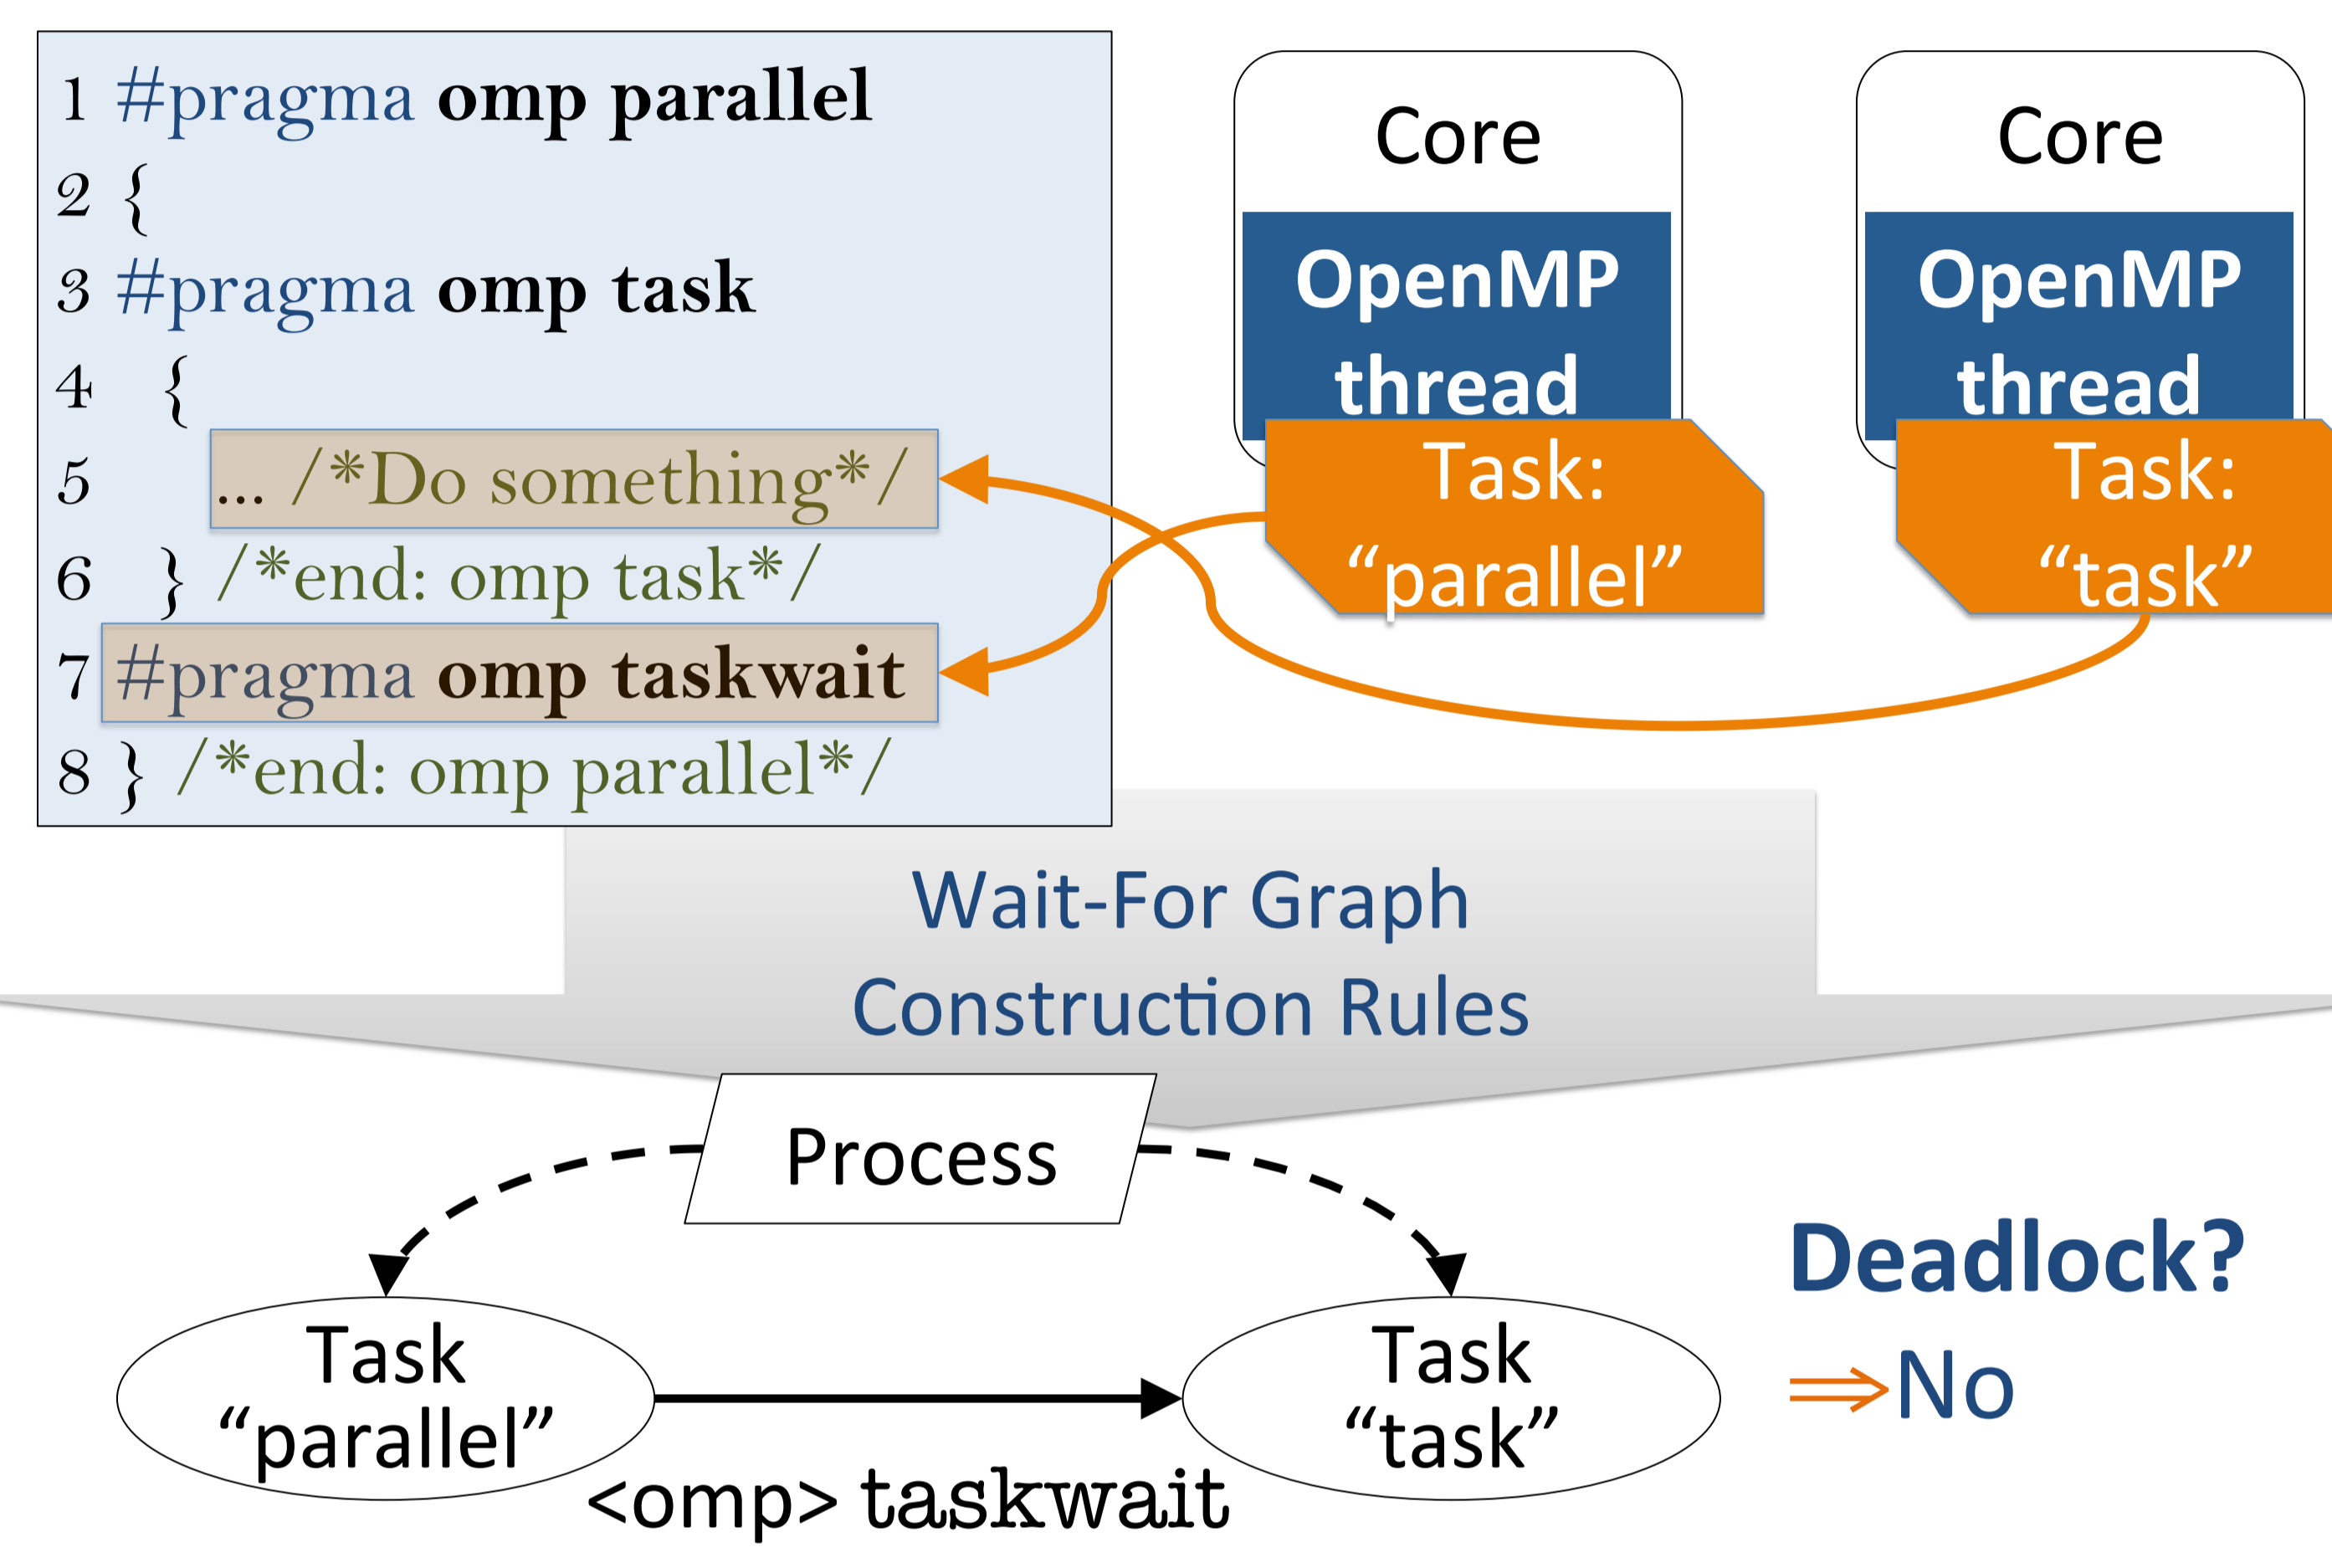 1 #pragma omp parallel
2 {
3 #pragma omp task
4 {
5 ... /*Do something*/
6 } /*end: omp task*/
7 #pragma omp taskwait
8 } /*end: omp parallel*/
Core
OpenMP
thread
Task:
“parallel”
Core
OpenMP
thread
Task:
“task”
Wait-For Graph
Construction Rules
Process
Task
“parallel”
Task
“task”
<omp> taskwait
Deadlock?
⇒No